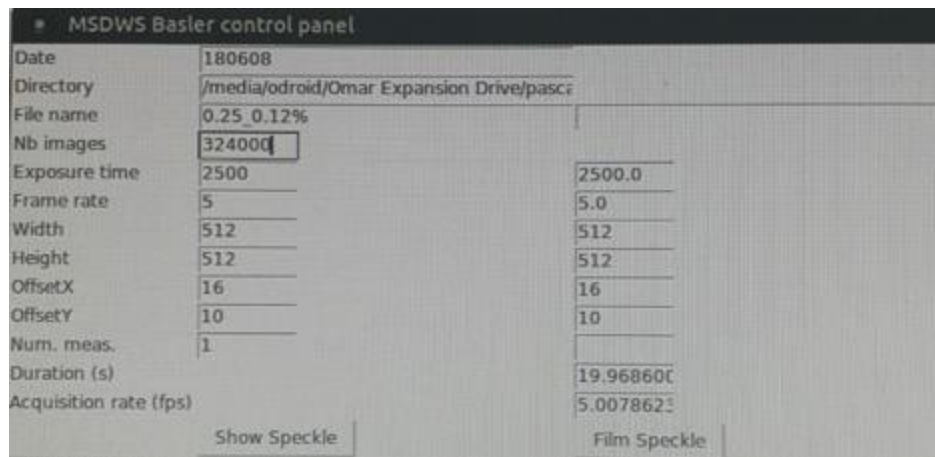 MSDWS Basler control panel
Date 180608
Directory /media/odroid/Omar Expansion Drive/pasca
File name 0.25_0.12%
Nb images 324000
Exposure time 2500 2500.0
Frame rate 5 5.0
Width 512 512
Height 512 512
OffsetX 16 16
OffsetY 10 10
Num. meas. 1
Duration (s) 19.968600
Acquisition rate (fps) 5.0078623
Show Speckle Film Speckle